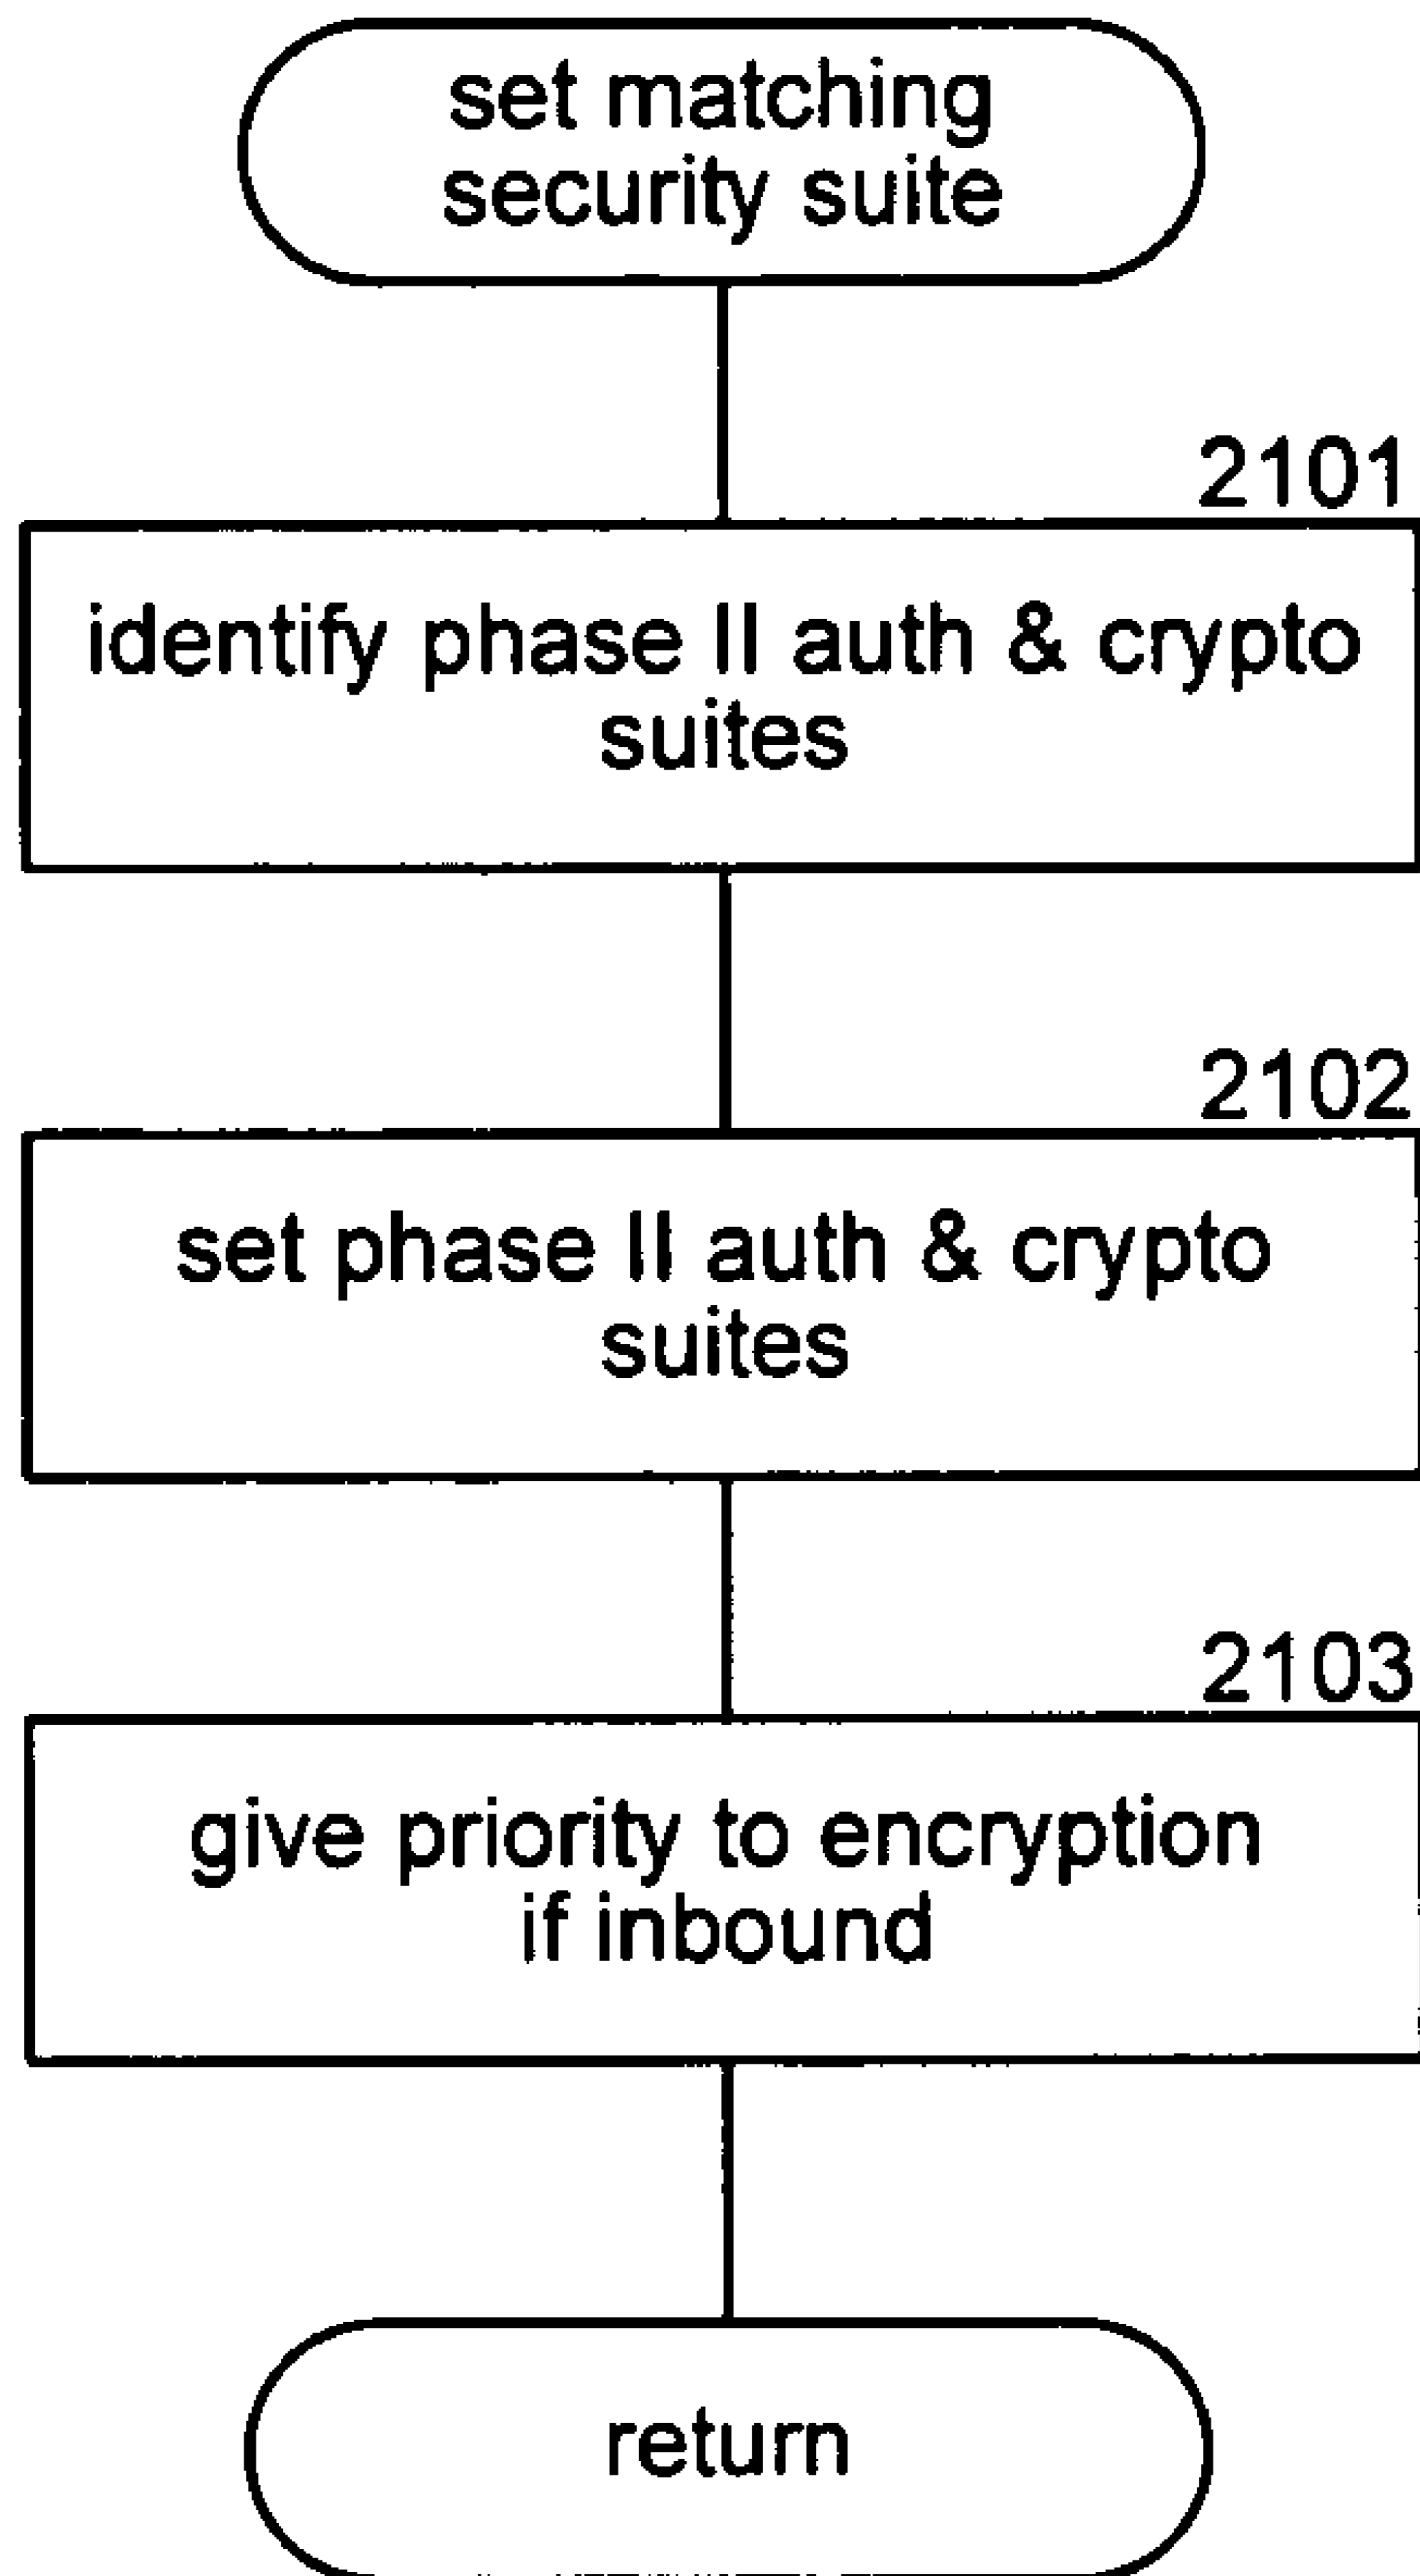 set matching
security suite
2101
identify phase II auth & crypto
suites
2102
set phase II auth & crypto
suites
2103
give priority to encryption
if inbound
return